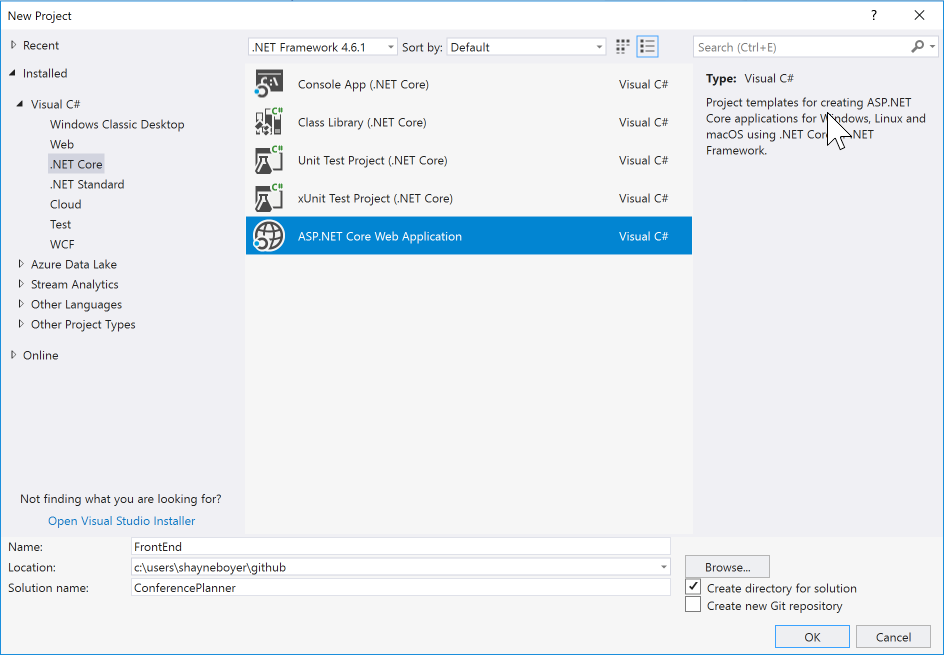 New Project
?
Recent
Installed
Visual C#
Windows Classic Desktop
Web
.NET Core
.NET Standard
Cloud
Test
WCF
Azure Data Lake
Stream Analytics
Other Languages
Other Project Types
Online
Not finding what you are looking for?
Open Visual Studio Installer
.NET Framework 4.6.1 Sort by: Default
Console App (.NET Core) Visual C#
Class Library (.NET Core) Visual C#
Unit Test Project (.NET Core) Visual C#
xUnit Test Project (.NET Core) Visual C#
ASP.NET Core Web Application Visual C#
Search (Ctrl+E)
Type: Visual C#
Project templates for creating ASP.NET
Core applications for Windows, Linux and
macOS using .NET Core .NET
Framework.
Name: FrontEnd
Location: c:\users\shayneboyer\github
Solution name: ConferencePlanner
Browse...
Create directory for solution
Create new Git repository
OK Cancel